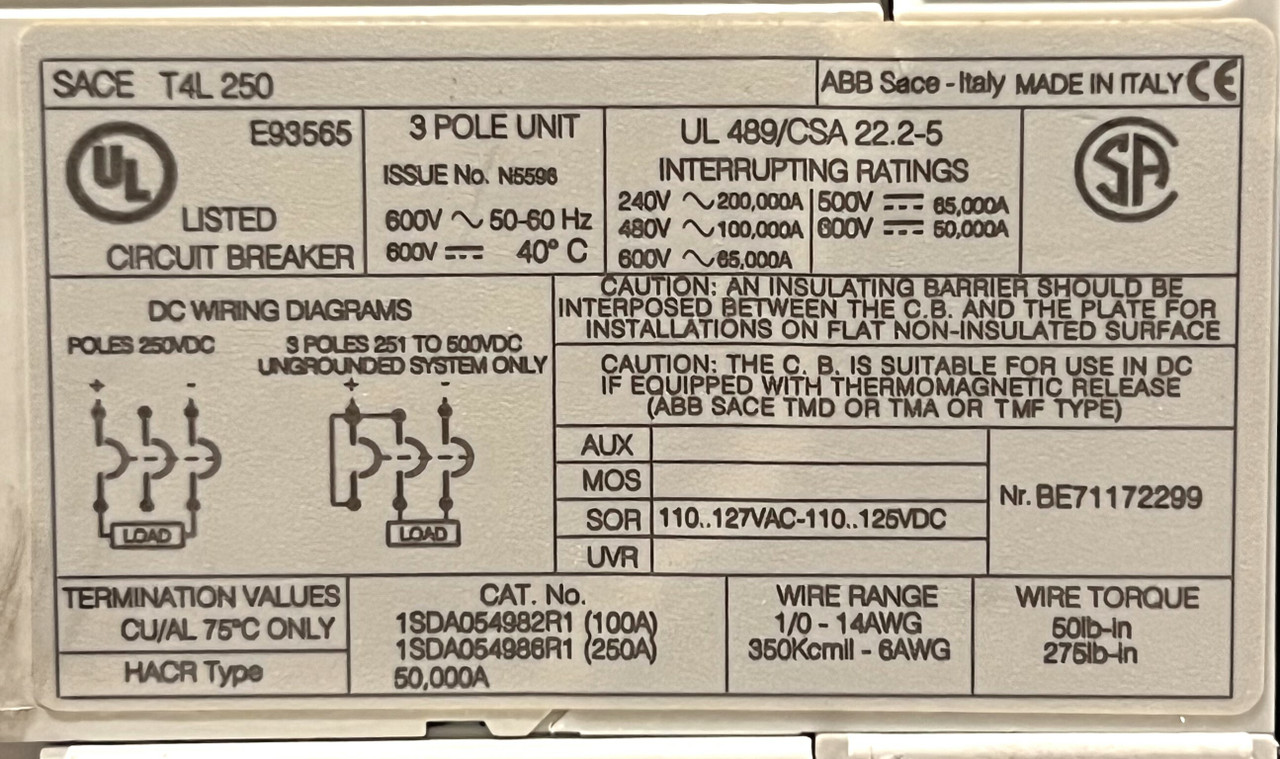 SACE T4L 250
ABB Sace - Italy MADE IN ITALY CE
UL
E93565
LISTED
CIRCUIT BREAKER
3 POLE UNIT
ISSUE No. N5598
600V ~ 50-60 Hz
600V ⎓ 40° C
UL 489/CSA 22.2-5
INTERRUPTING RATINGS
240V ~ 200,000A
480V ~ 100,000A
600V ~ 65,000A
500V ⎓ 65,000A
600V ⎓ 50,000A
SA
DC WIRING DIAGRAMS
POLES 250VDC
3 POLES 251 TO 500VDC
UNGROUNDED SYSTEM ONLY
+ -
+ -
LOAD
LOAD
CAUTION: AN INSULATING BARRIER SHOULD BE
INTERPOSED BETWEEN THE C.B. AND THE PLATE FOR
INSTALLATIONS ON FLAT NON-INSULATED SURFACE
CAUTION: THE C. B. IS SUITABLE FOR USE IN DC
IF EQUIPPED WITH THERMOMAGNETIC RELEASE
(ABB SACE TMD OR TMA OR TMF TYPE)
AUX
MOS
SOR 110..127VAC-110..125VDC
UVR
Nr. BE71172299
TERMINATION VALUES
CU/AL 75°C ONLY
HACR Type
CAT. No.
1SDA054982R1 (100A)
1SDA054986R1 (250A)
50,000A
WIRE RANGE
1/0 - 14AWG
350Kcmil - 6AWG
WIRE TORQUE
50lb-in
275lb-in